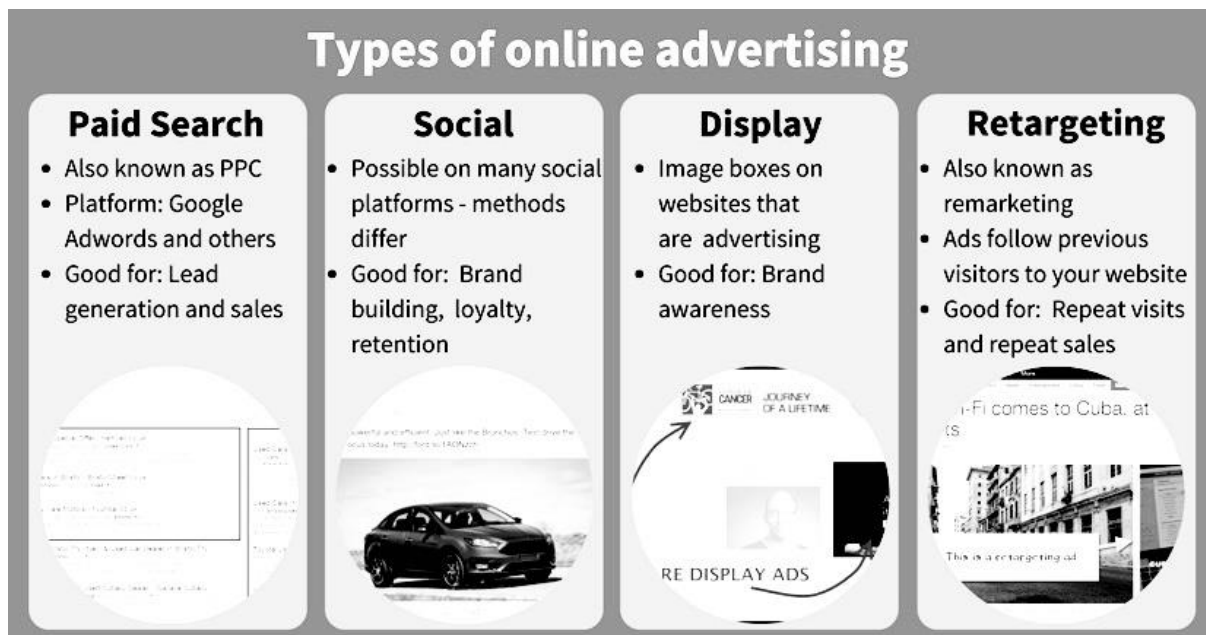 Types of online advertising
Paid Search
• Also known as PPC
• Platform: Google
Adwords and others
• Good for: Lead
generation and sales
Social
• Possible on many social
platforms - methods
differ
• Good for: Brand
building, loyalty,
retention
Display
• Image boxes on
websites that
are advertising
• Good for: Brand
awareness
CANCER
JOURNEY
OF A LIFETIME
RE DISPLAY ADS
Retargeting
• Also known as
remarketing
• Ads follow previous
visitors to your website
• Good for: Repeat visits
and repeat sales
-Fi comes to Cuba. at
ts
This is a retargeting ad